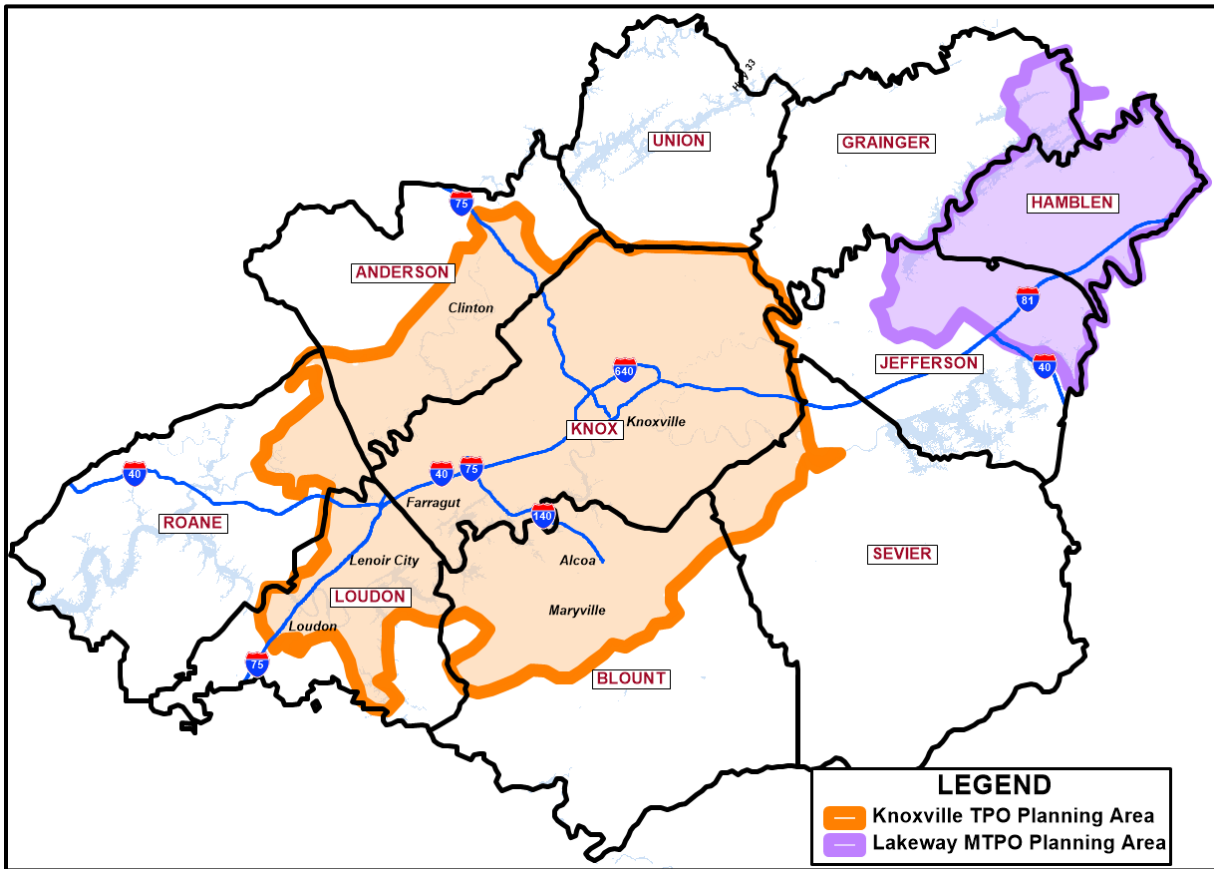 Hwy 33
UNION
GRAINGER
75
HAMBLEN
ANDERSON
Clinton
81
JEFFERSON
40
640
KNOX
Knoxville
40
40
75
Farragut
140
ROANE
Lenoir City
Alcoa
SEVIER
LOUDON
Maryville
Loudon
75
BLOUNT
LEGEND
Knoxville TPO Planning Area
Lakeway MTPO Planning Area